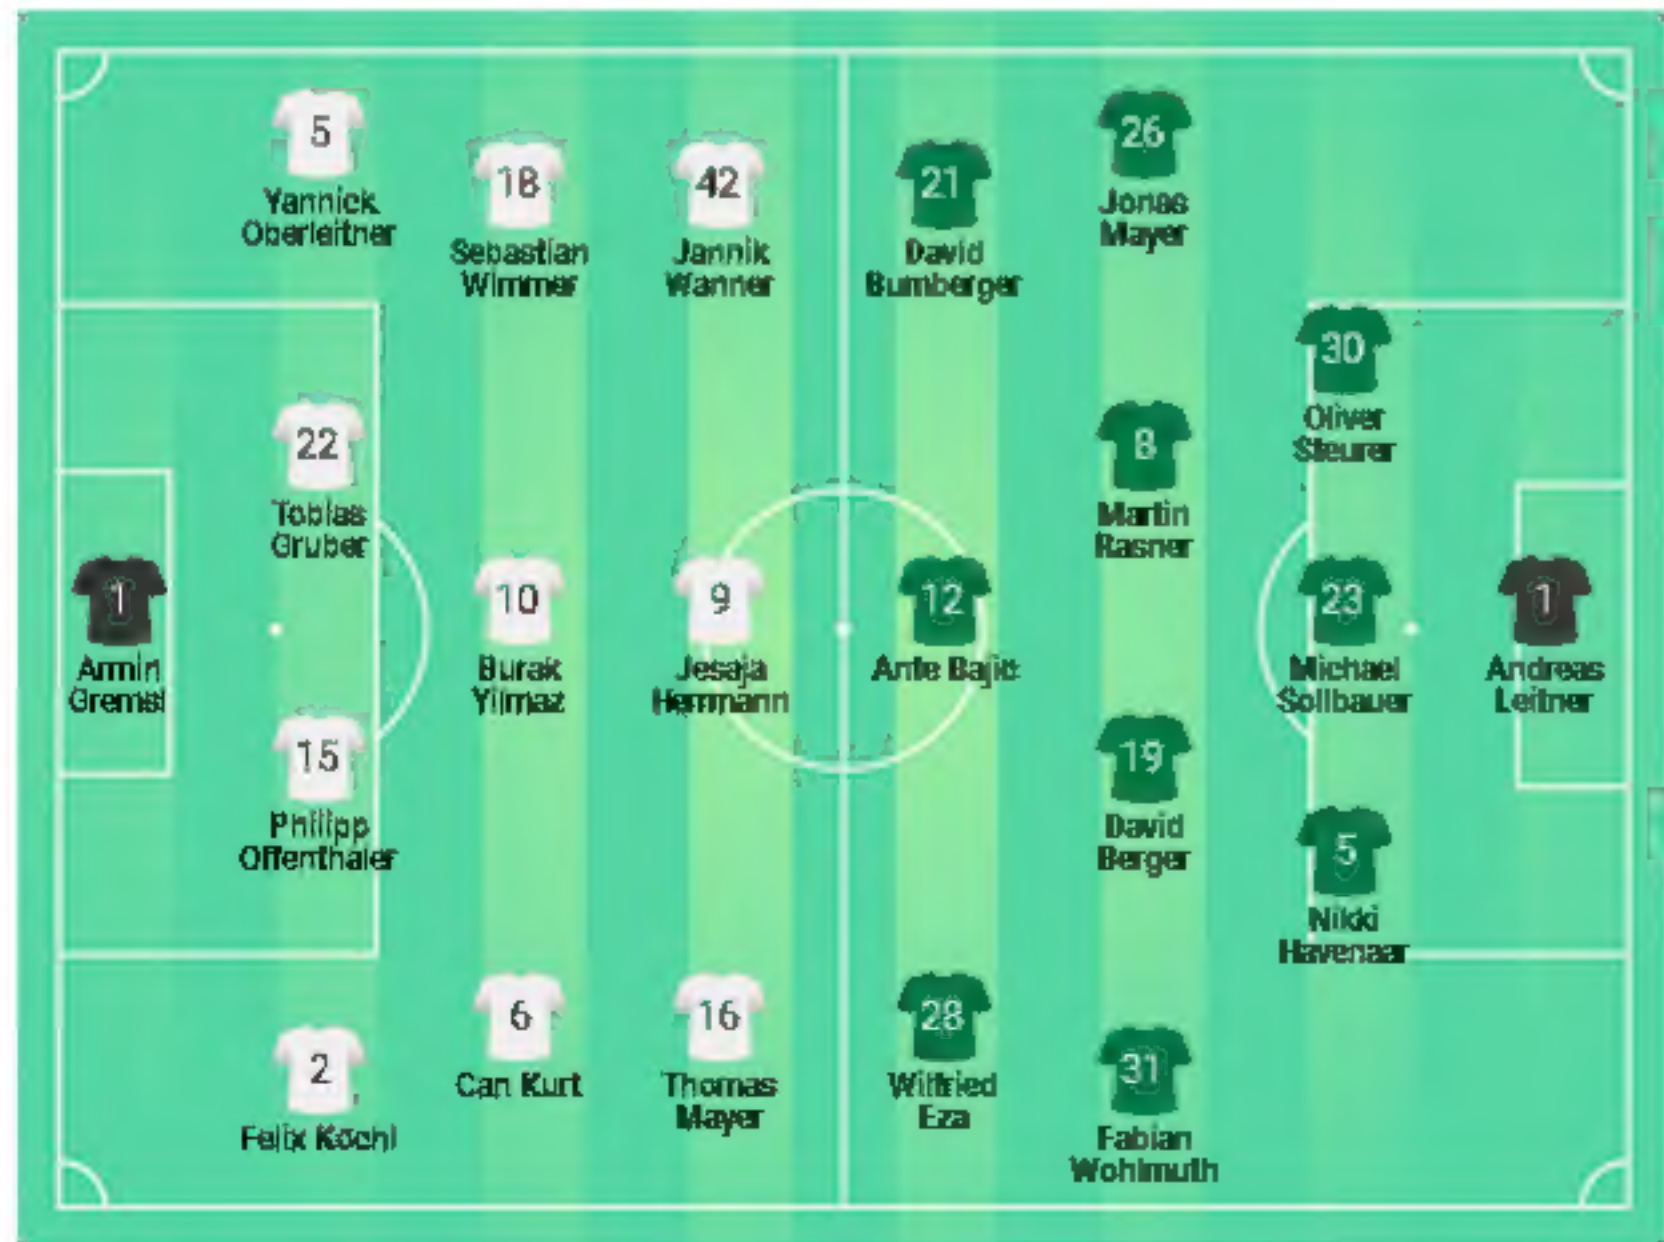 1
Armin
Gremsl
5
Yannick
Oberleitner
22
Tobias
Gruber
15
Philipp
Offenthaler
2
Felix Köchl
18
Sebastian
Wimmer
10
Burak
Yilmaz
6
Can Kurt
42
Jannik
Wanner
9
Jesaja
Herrmann
16
Thomas
Mayer
21
David
Bumberger
12
Ante Bajic
28
Wilfried
Eza
26
Jonas
Mayer
8
Martin
Rasner
19
David
Berger
31
Fabian
Wohlmuth
30
Oliver
Steurer
23
Michael
Sollbauer
5
Nikki
Havenaar
1
Andreas
Leitner